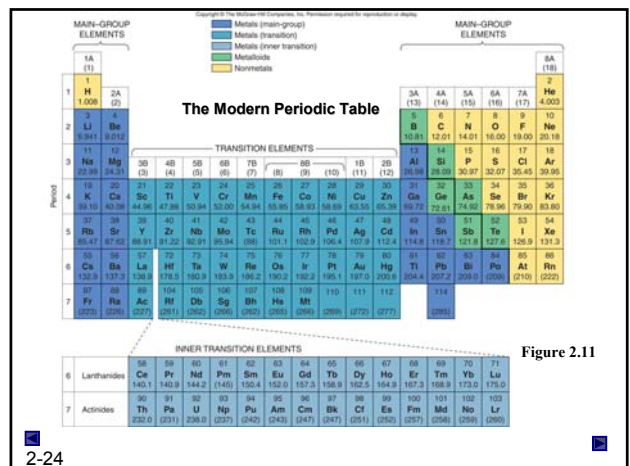 Copyright © The McGraw-Hill Companies, Inc. Permission required for reproduction or display.
MAIN–GROUP ELEMENTS
Metals (main-group)
Metals (transition)
Metals (inner transition)
Metalloids
Nonmetals
MAIN–GROUP ELEMENTS
The Modern Periodic Table
1A (1) 8A (18)
1 H 1.008 2A (2) 3A (13) 4A (14) 5A (15) 6A (16) 7A (17) 2 He 4.003
Period
1
2 3 Li 6.941 4 Be 9.012 5 B 10.81 6 C 12.01 7 N 14.01 8 O 16.00 9 F 19.00 10 Ne 20.18
TRANSITION ELEMENTS
3B (3) 4B (4) 5B (5) 6B (6) 7B (7) 8B (8) (9) (10) 1B (11) 2B (12)
3 11 Na 22.99 12 Mg 24.31 13 Al 26.98 14 Si 28.09 15 P 30.97 16 S 32.07 17 Cl 35.45 18 Ar 39.95
4 19 K 39.10 20 Ca 40.08 21 Sc 44.96 22 Ti 47.88 23 V 50.94 24 Cr 52.00 25 Mn 54.94 26 Fe 55.85 27 Co 58.93 28 Ni 58.69 29 Cu 63.55 30 Zn 65.39 31 Ga 69.72 32 Ge 72.61 33 As 74.92 34 Se 78.96 35 Br 79.90 36 Kr 83.80
5 37 Rb 85.47 38 Sr 87.62 39 Y 88.91 40 Zr 91.22 41 Nb 92.91 42 Mo 95.94 43 Tc (98) 44 Ru 101.1 45 Rh 102.9 46 Pd 106.4 47 Ag 107.9 48 Cd 112.4 49 In 114.8 50 Sn 118.7 51 Sb 121.8 52 Te 127.6 53 I 126.9 54 Xe 131.3
6 55 Cs 132.9 56 Ba 137.3 57 La 138.9 72 Hf 178.5 73 Ta 180.9 74 W 183.9 75 Re 186.2 76 Os 190.2 77 Ir 192.2 78 Pt 195.1 79 Au 197.0 80 Hg 200.6 81 Tl 204.4 82 Pb 207.2 83 Bi 209.0 84 Po (209) 85 At (210) 86 Rn (222)
7 87 Fr (223) 88 Ra (226) 89 Ac (227) 104 Rf (261) 105 Db (262) 106 Sg (266) 107 Bh (262) 108 Hs (265) 109 Mt (266) 110 (269) 111 (272) 112 (277) 114 (285)
Figure 2.11
INNER TRANSITION ELEMENTS
6 Lanthanides 58 Ce 140.1 59 Pr 140.9 60 Nd 144.2 61 Pm (145) 62 Sm 150.4 63 Eu 152.0 64 Gd 157.3 65 Tb 158.9 66 Dy 162.5 67 Ho 164.9 68 Er 167.3 69 Tm 168.9 70 Yb 173.0 71 Lu 175.0
7 Actinides 90 Th 232.0 91 Pa (231) 92 U 238.0 93 Np (237) 94 Pu (242) 95 Am (243) 96 Cm (247) 97 Bk (247) 98 Cf (251) 99 Es (252) 100 Fm (257) 101 Md (258) 102 No (259) 103 Lr (260)
2-24